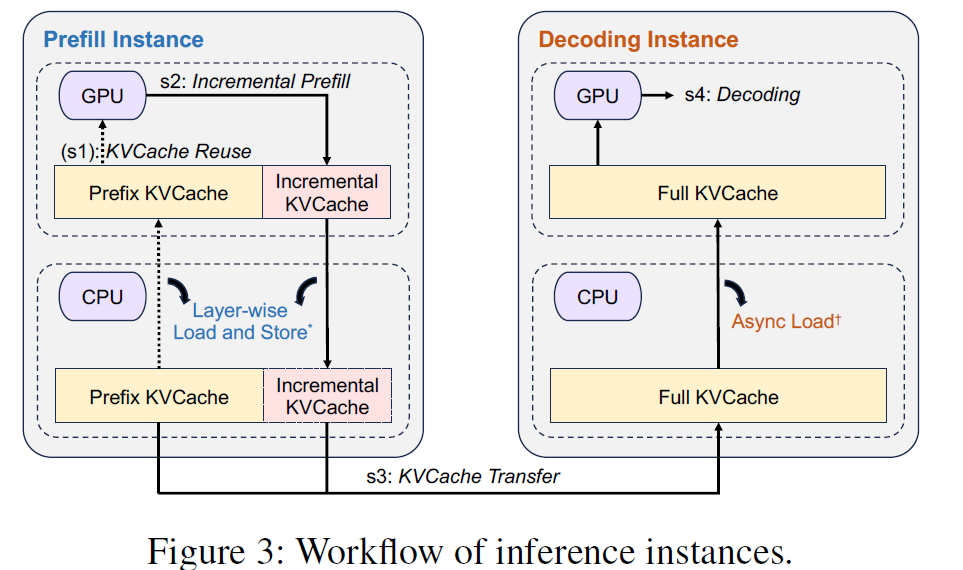 Prefill Instance
GPU
s2: Incremental Prefill
(s1): KVCache Reuse
Prefix KVCache
Incremental
KVCache
CPU
Layer-wise
Load and Store*
Prefix KVCache
Incremental
KVCache
Decoding Instance
GPU
s4: Decoding
Full KVCache
CPU
Async Load†
Full KVCache
s3: KVCache Transfer
Figure 3: Workflow of inference instances.